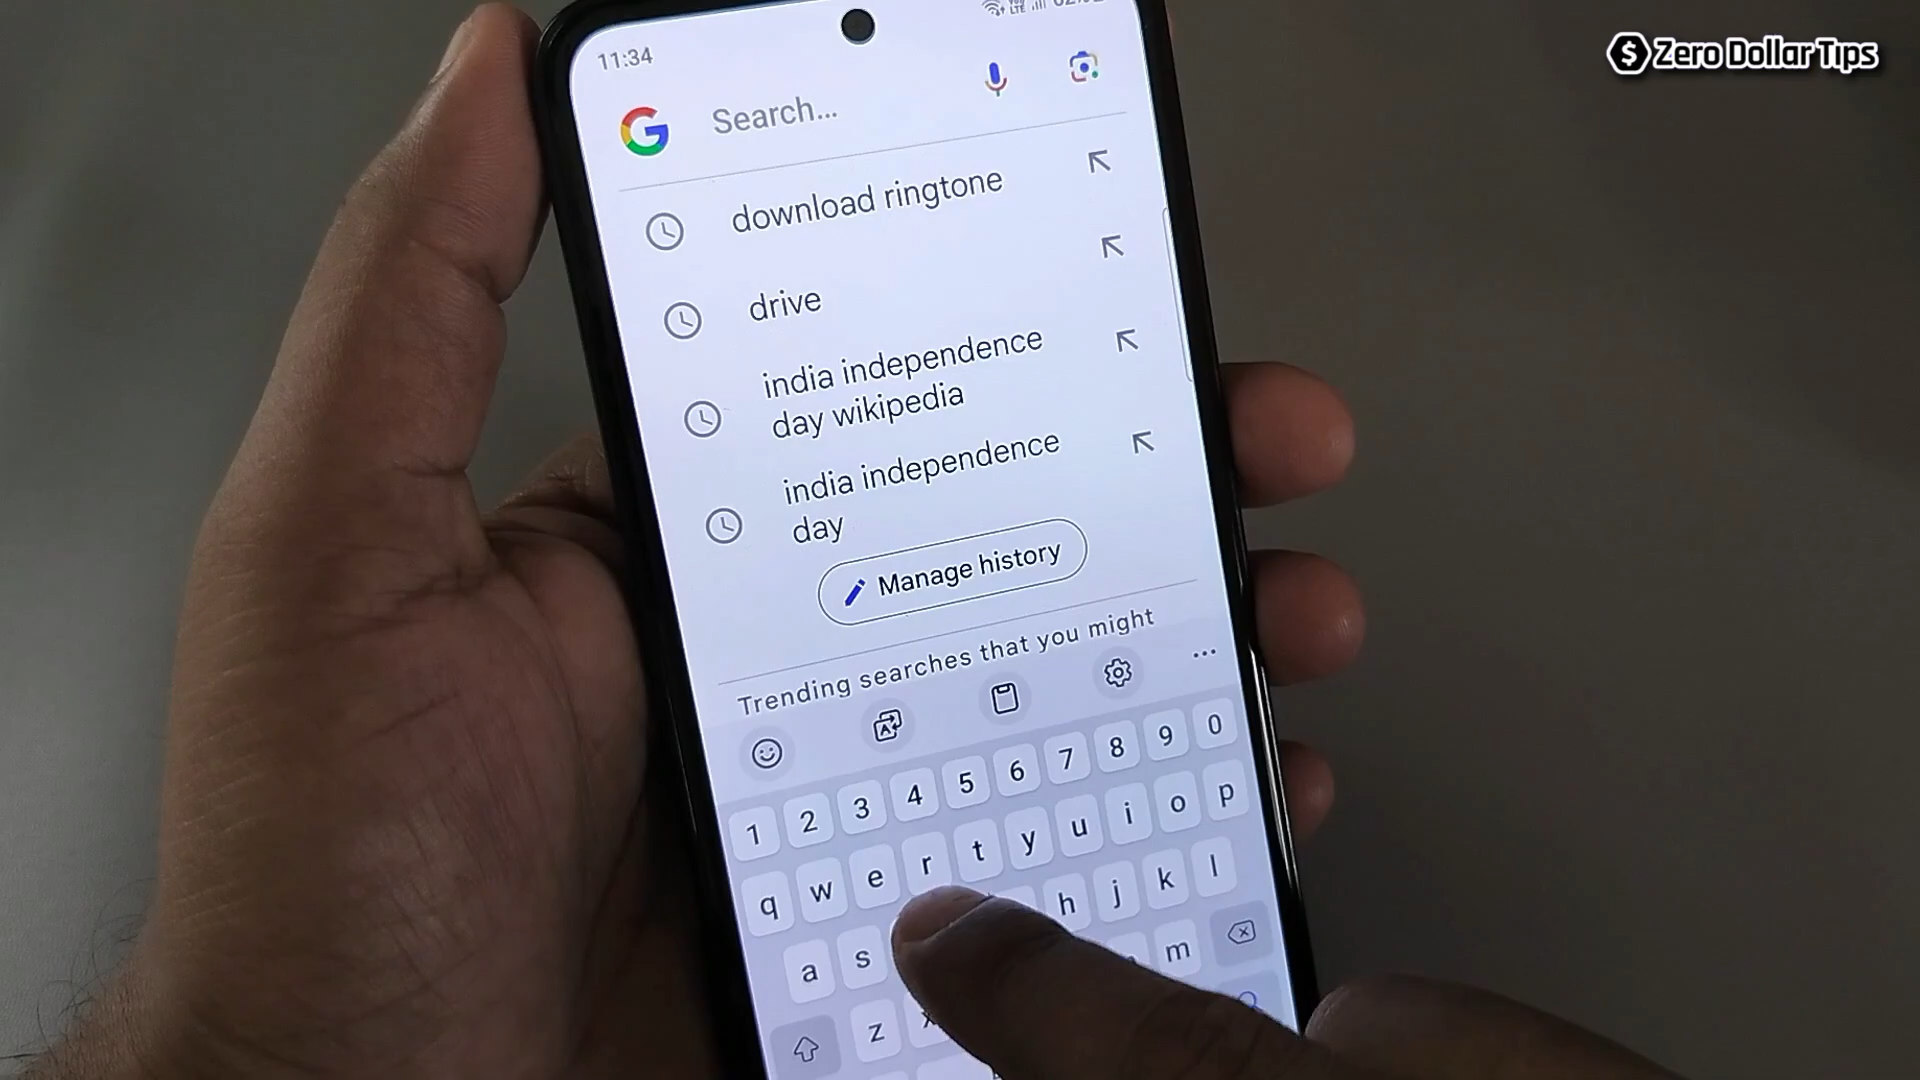 Zero Dollar Tips
11:34
LTE
Search...
download ringtone
drive
india independence
day wikipedia
india independence
day
Manage history
Trending searches that you might
1 2 3 4 5 6 7 8 9 0
q w e r t y u i o p
a s h j k l
z x m